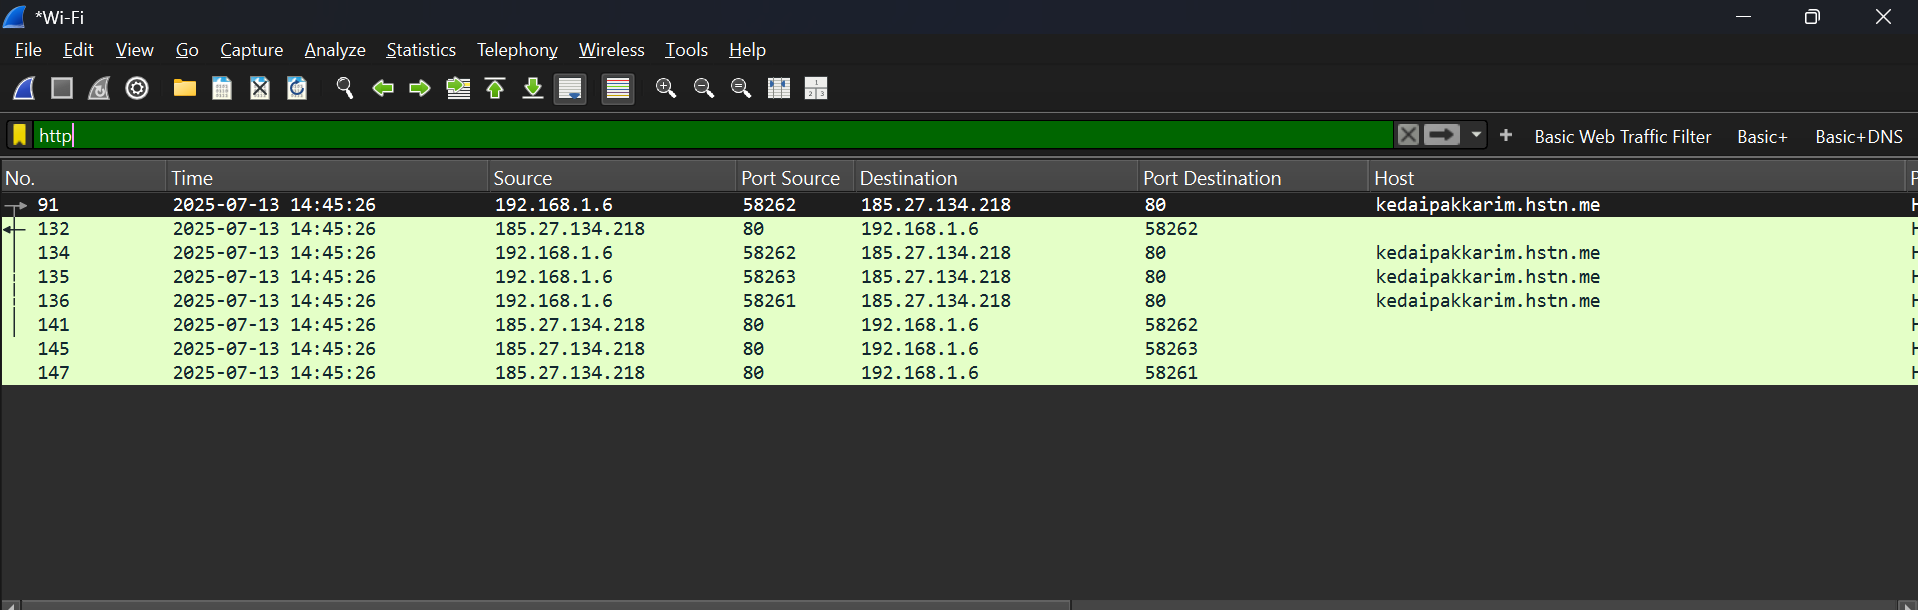 *Wi-Fi
File Edit View Go Capture Analyze Statistics Telephony Wireless Tools Help
http Basic Web Traffic Filter Basic+ Basic+DNS
No. Time Source Port Source Destination Port Destination Host
91 2025-07-13 14:45:26 192.168.1.6 58262 185.27.134.218 80 kedaipakkarim.hstn.me
132 2025-07-13 14:45:26 185.27.134.218 80 192.168.1.6 58262
134 2025-07-13 14:45:26 192.168.1.6 58262 185.27.134.218 80 kedaipakkarim.hstn.me
135 2025-07-13 14:45:26 192.168.1.6 58263 185.27.134.218 80 kedaipakkarim.hstn.me
136 2025-07-13 14:45:26 192.168.1.6 58261 185.27.134.218 80 kedaipakkarim.hstn.me
141 2025-07-13 14:45:26 185.27.134.218 80 192.168.1.6 58262
145 2025-07-13 14:45:26 185.27.134.218 80 192.168.1.6 58263
147 2025-07-13 14:45:26 185.27.134.218 80 192.168.1.6 58261